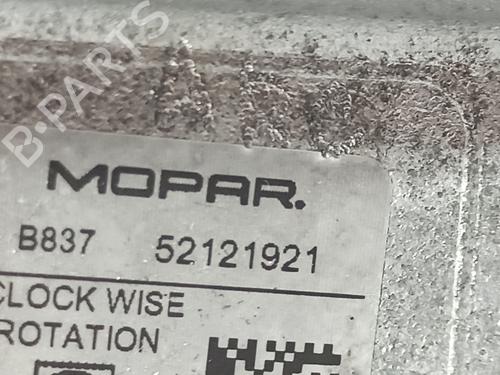 B-PARTS
MOPAR.
B837 52121921
CLOCK WISE
ROTATION